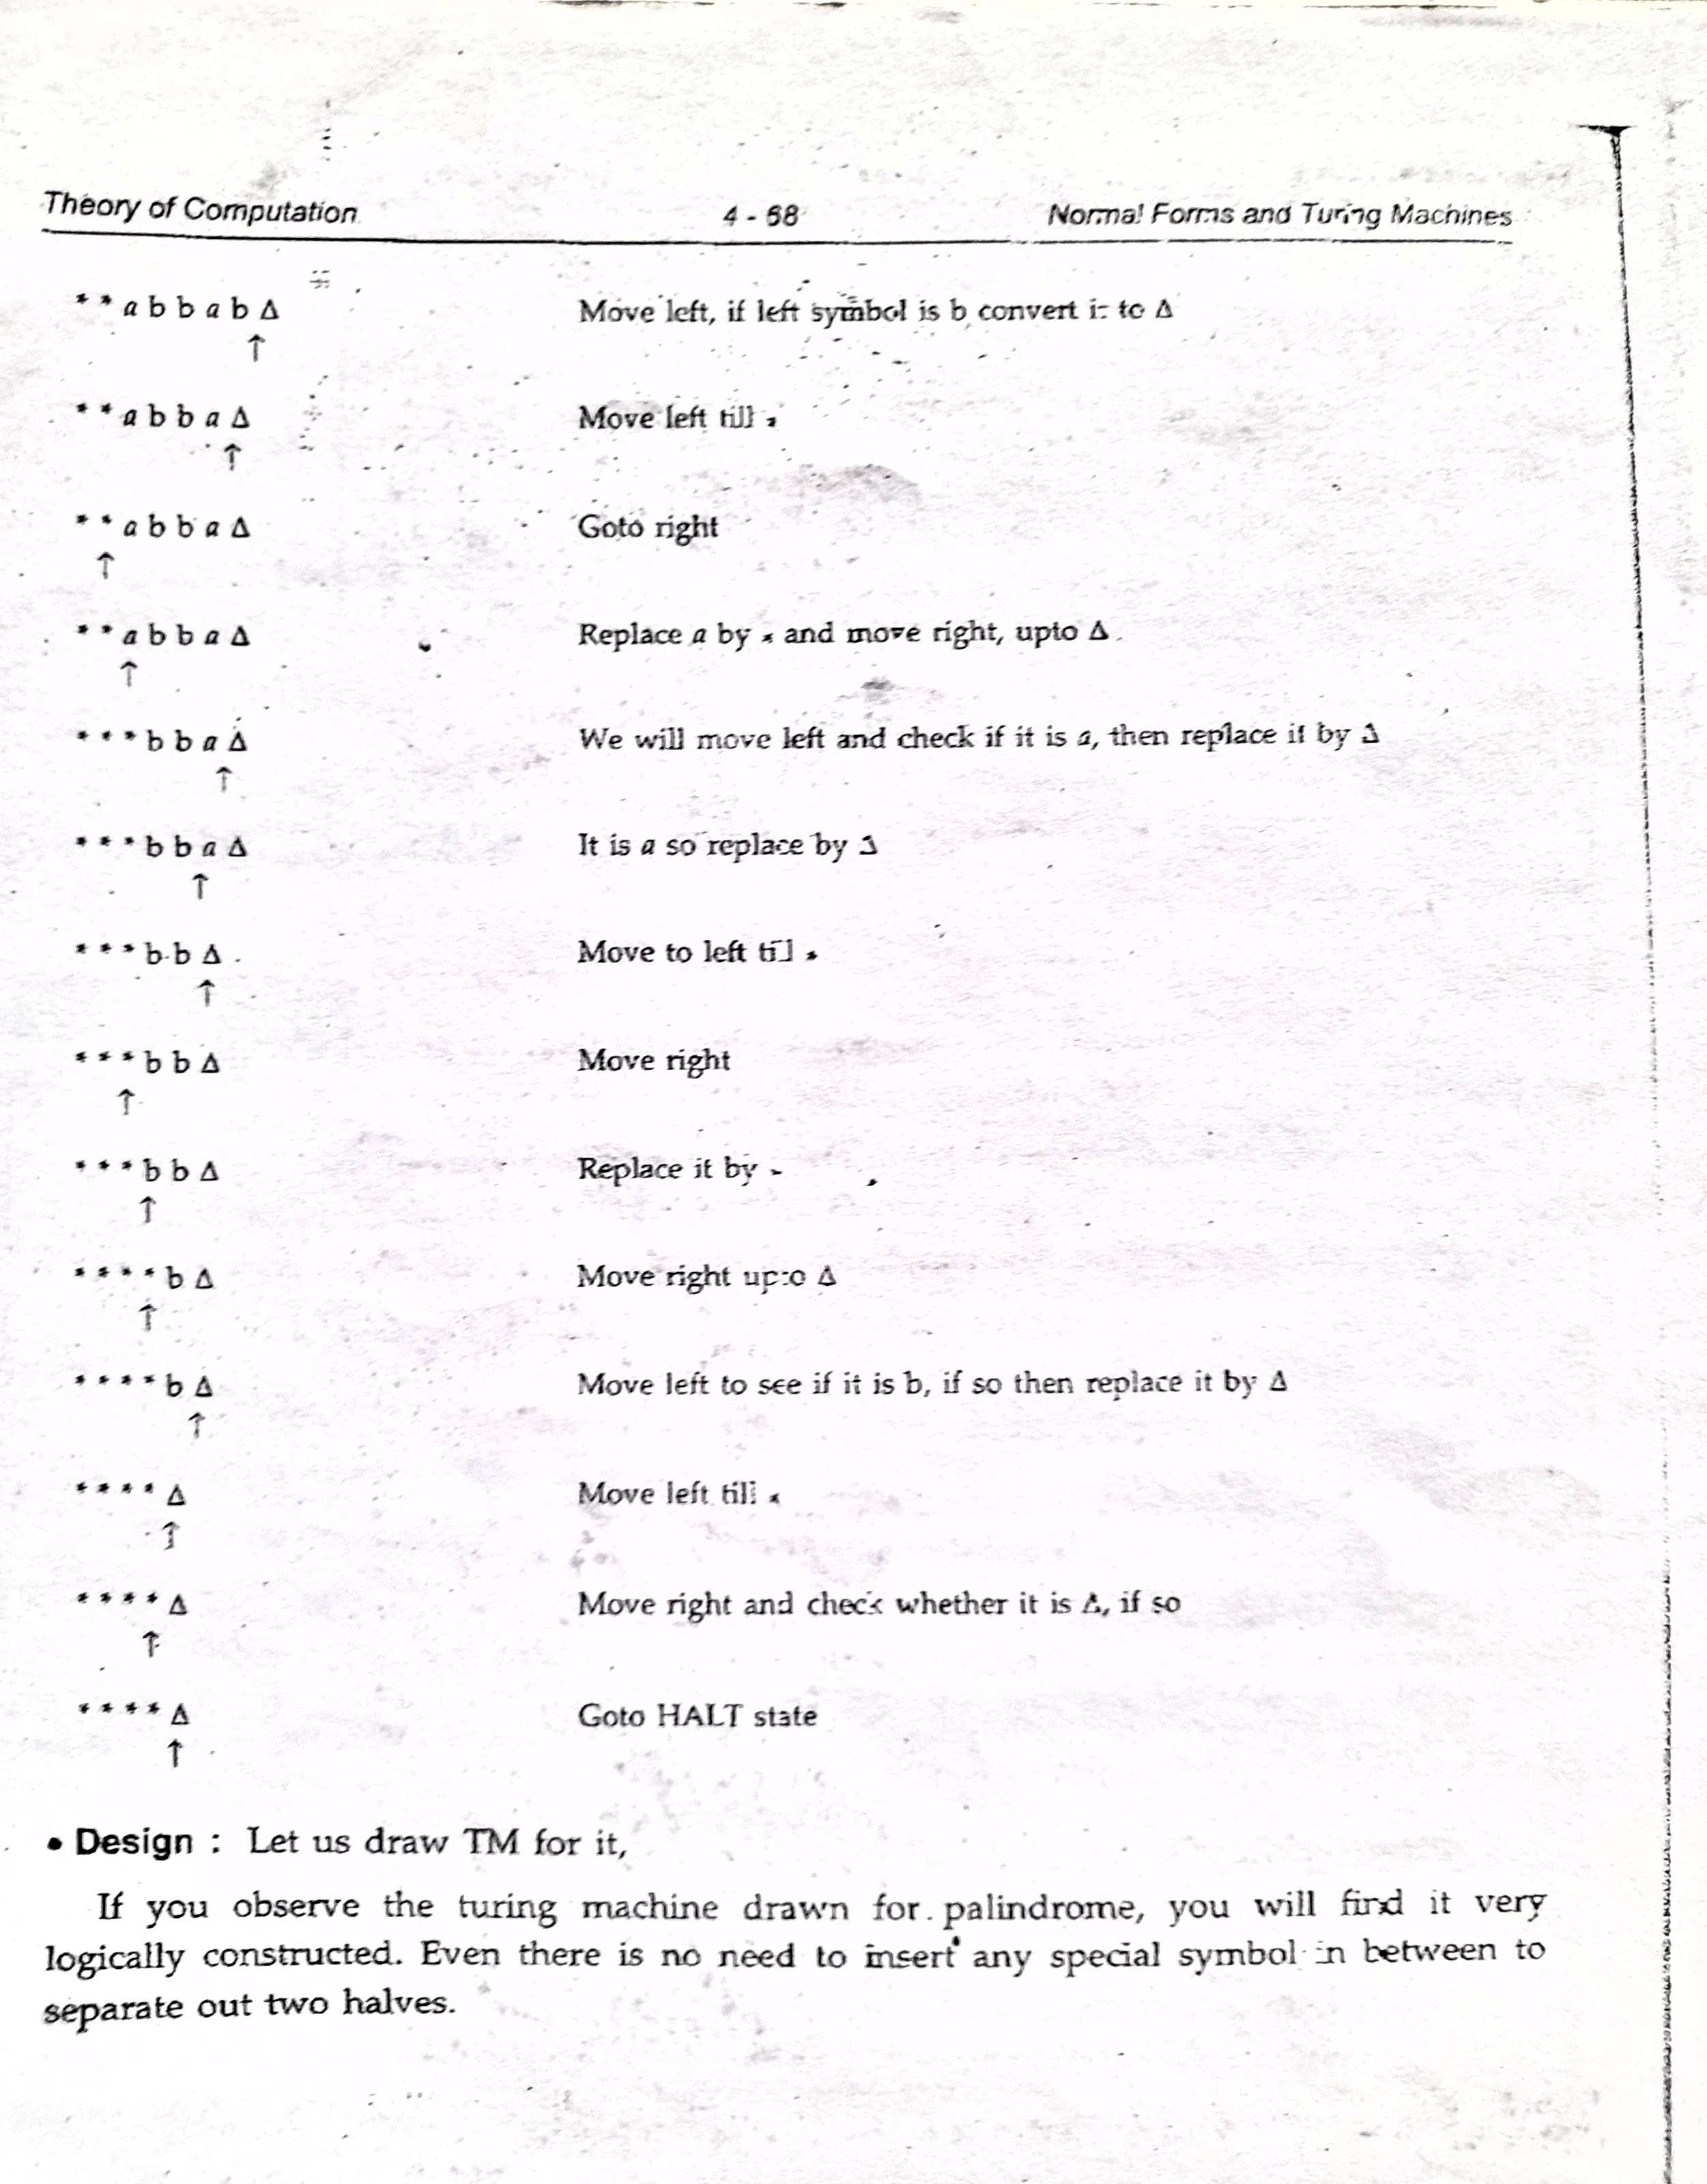 Theory of Computation 4 - 68 Normal Forms and Turing Machines
* * a b b a b Δ Move left, if left symbol is b convert it to Δ
↑
* * a b b a Δ Move left till *
↑
* * a b b a Δ Goto right
↑
* * a b b a Δ Replace a by * and move right, upto Δ.
↑
* * * b b a Δ We will move left and check if it is a, then replace it by Δ
↑
* * * b b a Δ It is a so replace by Δ
↑
* * * b b Δ Move to left till *
↑
* * * b b Δ Move right
↑
* * * b b Δ Replace it by *
↑
* * * * b Δ Move right upto Δ
↑
* * * * b Δ Move left to see if it is b, if so then replace it by Δ
↑
* * * * Δ Move left till *
↑
* * * * Δ Move right and check whether it is Δ, if so
↑
* * * * Δ Goto HALT state
↑
• Design : Let us draw TM for it,
If you observe the turing machine drawn for palindrome, you will find it very
logically constructed. Even there is no need to insert any special symbol in between to
separate out two halves.